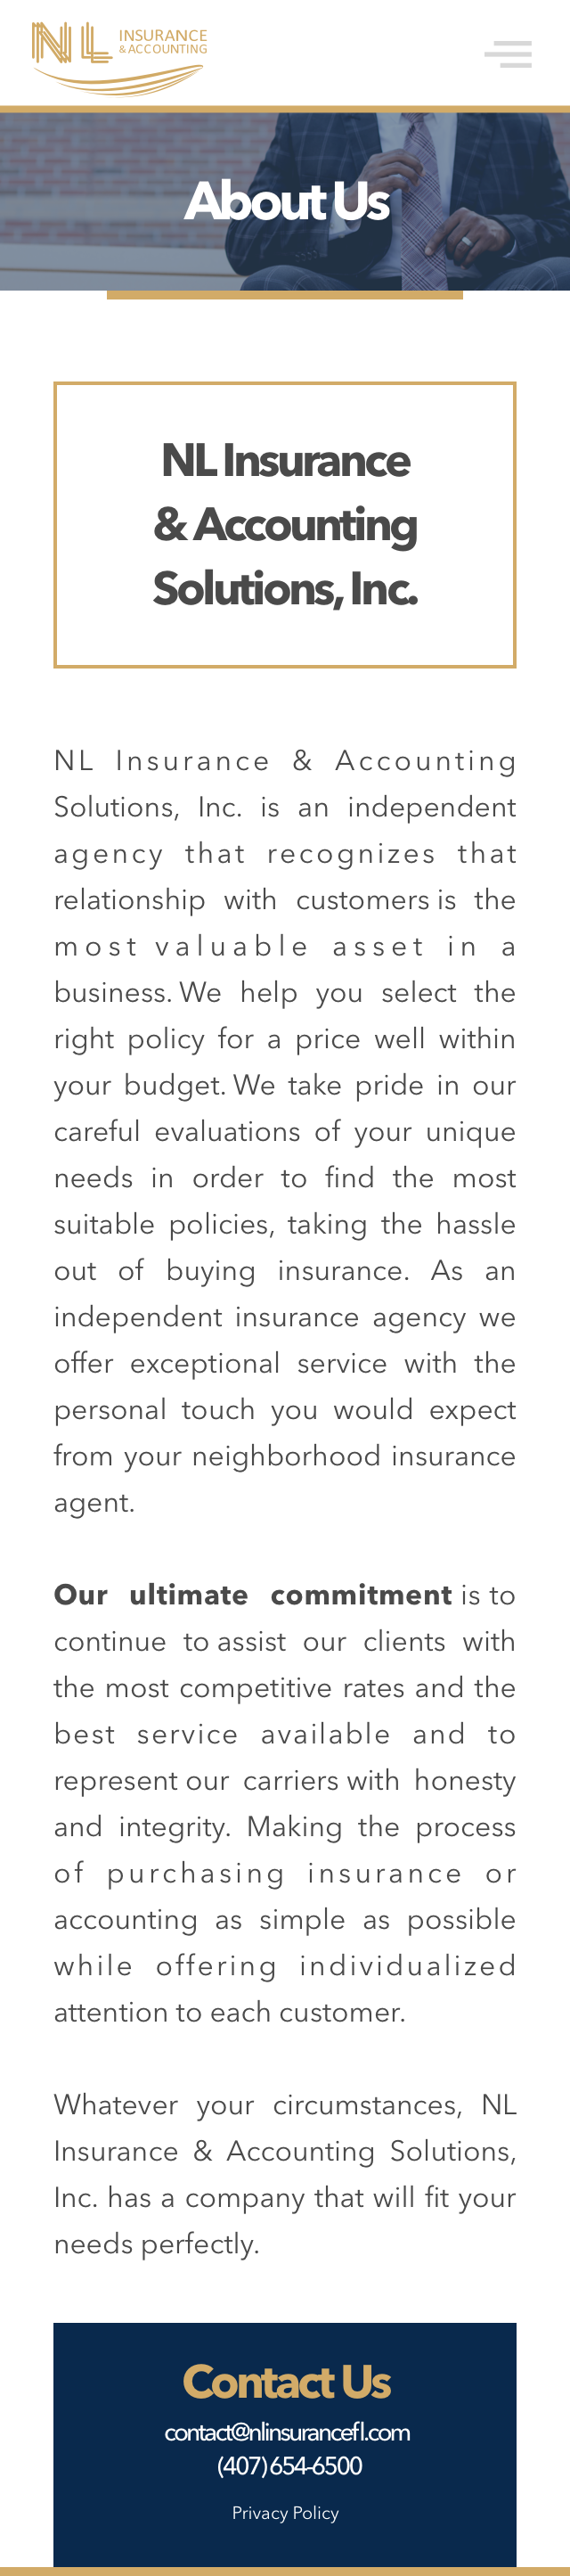 NL INSURANCE
& ACCOUNTING
About Us
NL Insurance
& Accounting
Solutions, Inc.
NL Insurance & Accounting
Solutions, Inc. is an independent
agency that recognizes that
relationship with customers is the
most valuable asset in a
business. We help you select the
right policy for a price well within
your budget. We take pride in our
careful evaluations of your unique
needs in order to find the most
suitable policies, taking the hassle
out of buying insurance. As an
independent insurance agency we
offer exceptional service with the
personal touch you would expect
from your neighborhood insurance
agent.
Our ultimate commitment is to
continue to assist our clients with
the most competitive rates and the
best service available and to
represent our carriers with honesty
and integrity. Making the process
of purchasing insurance or
accounting as simple as possible
while offering individualized
attention to each customer.
Whatever your circumstances, NL
Insurance & Accounting Solutions,
Inc. has a company that will fit your
needs perfectly.
Contact Us
contact@nlinsurancefl.com
(407) 654-6500
Privacy Policy